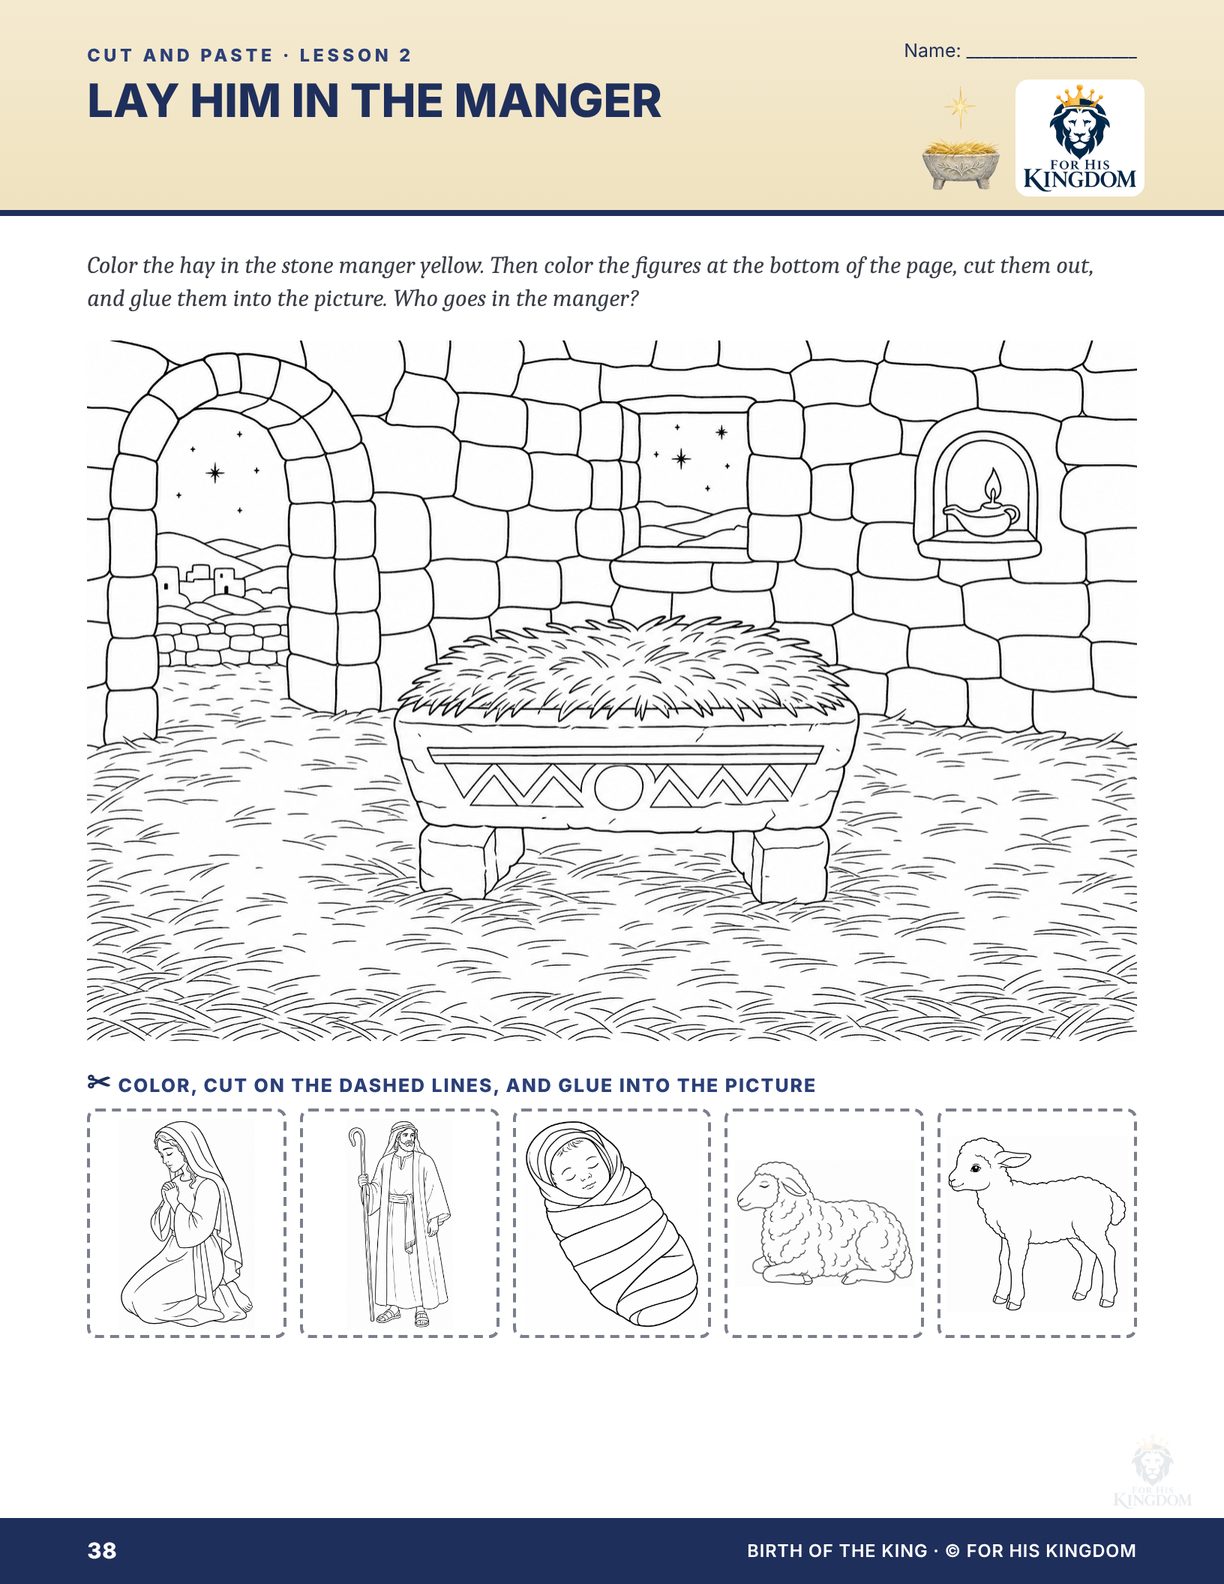 CUT AND PASTE · LESSON 2
Name: ________________
LAY HIM IN THE MANGER
FOR HIS
KINGDOM
Color the hay in the stone manger yellow. Then color the figures at the bottom of the page, cut them out,
and glue them into the picture. Who goes in the manger?
COLOR, CUT ON THE DASHED LINES, AND GLUE INTO THE PICTURE
FOR HIS
KINGDOM
38
BIRTH OF THE KING · © FOR HIS KINGDOM